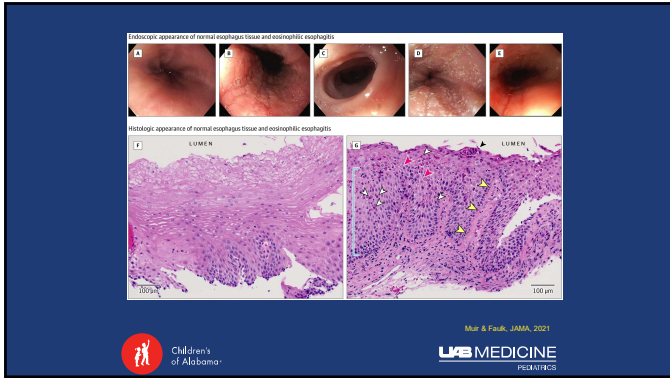 Endoscopic appearance of normal esophagus tissue and eosinophilic esophagitis
A
B
C
D
E
Histologic appearance of normal esophagus tissue and eosinophilic esophagitis
F
LUMEN
G
LUMEN
100 μm
100 μm
Muir & Faulk, JAMA, 2021
Children's
of Alabama
UAB MEDICINE
PEDIATRICS